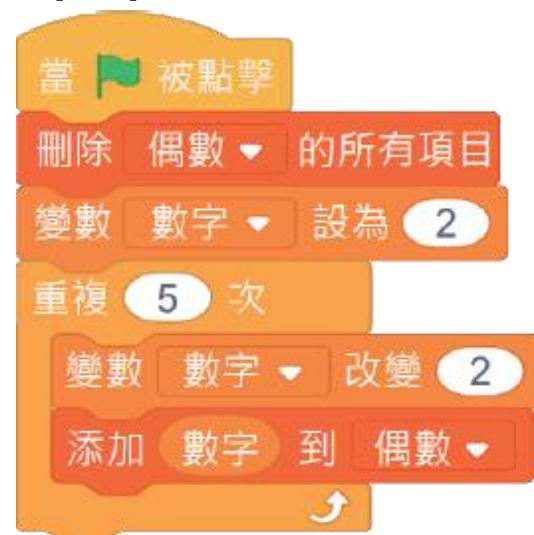 當 被點擊
刪除 偶數 的所有項目
變數 數字 設為 2
重複 5 次
變數 數字 改變 2
添加 數字 到 偶數